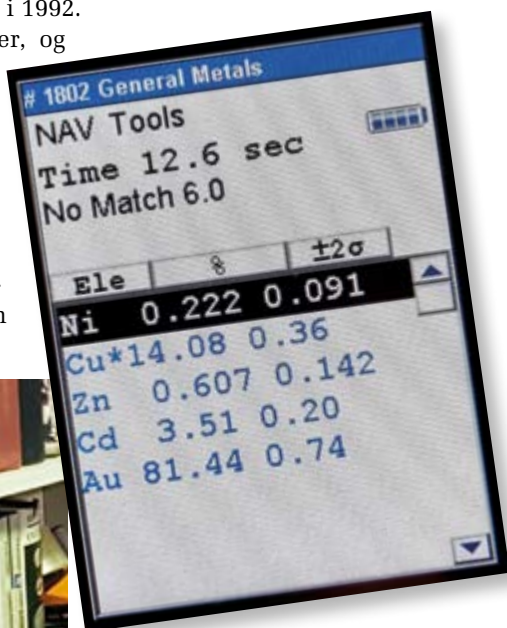 i 1992.
er, og
# 1802 General Metals
NAV Tools
Time 12.6 sec
No Match 6.0
Ele % ±2σ
Ni 0.222 0.091
Cu*14.08 0.36
Zn 0.607 0.142
Cd 3.51 0.20
Au 81.44 0.74